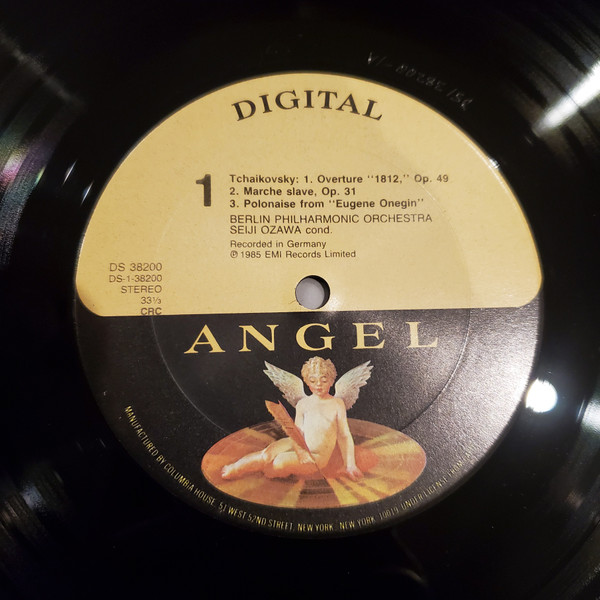 DIGITAL
1
Tchaikovsky: 1. Overture "1812," Op. 49
2. Marche slave, Op. 31
3. Polonaise from "Eugene Onegin"
BERLIN PHILHARMONIC ORCHESTRA
SEIJI OZAWA cond.
Recorded in Germany
℗ 1985 EMI Records Limited
DS 38200
DS-1-38200
STEREO
33⅓
CRC
ANGEL
MANUFACTURED BY COLUMBIA HOUSE, 51 WEST 52ND STREET, NEW YORK, NEW YORK 10019 UNDER